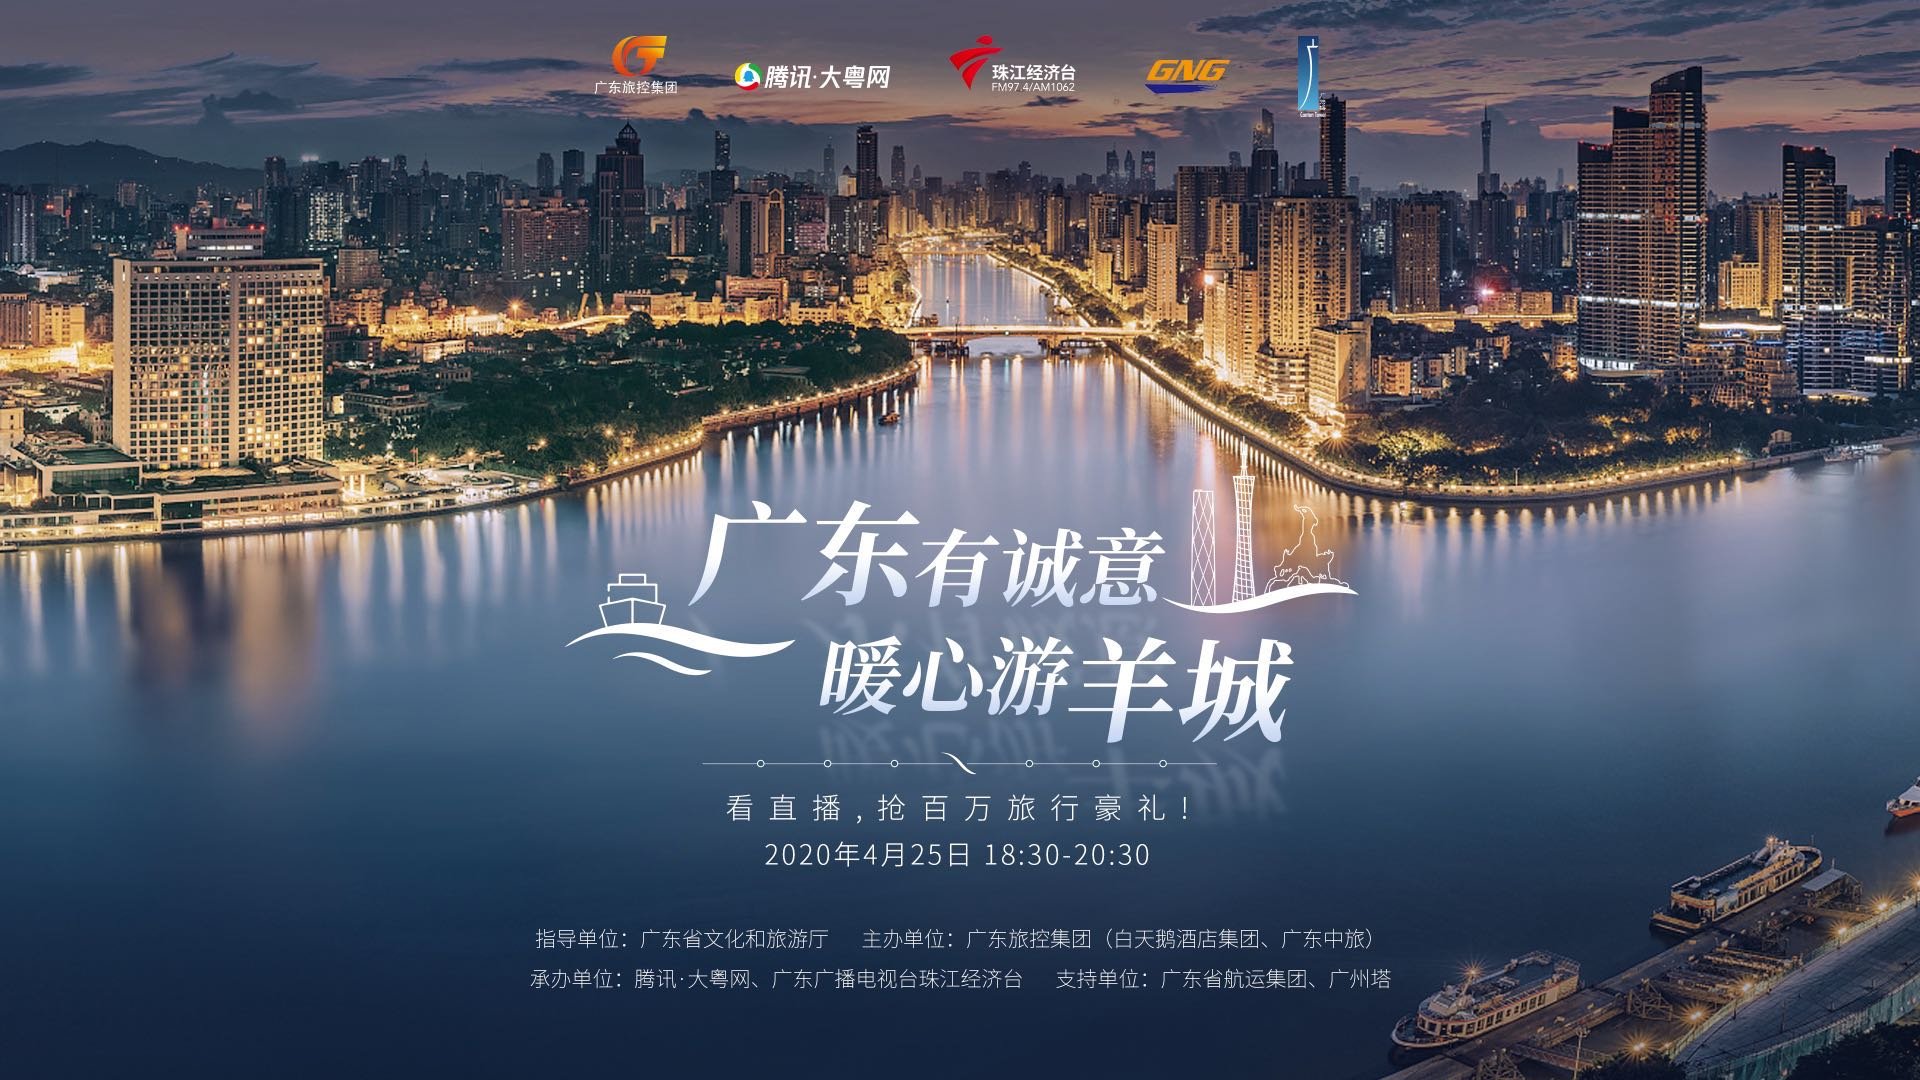 广东旅控集团
腾讯·大粤网
珠江经济台
FM97.4/AM1062
GNG
Canton Tower
广东有诚意
暖心游羊城
看直播,抢百万旅行豪礼!
2020年4月25日 18:30-20:30
指导单位：广东省文化和旅游厅 主办单位：广东旅控集团（白天鹅酒店集团、广东中旅）
承办单位：腾讯·大粤网、广东广播电视台珠江经济台 支持单位：广东省航运集团、广州塔